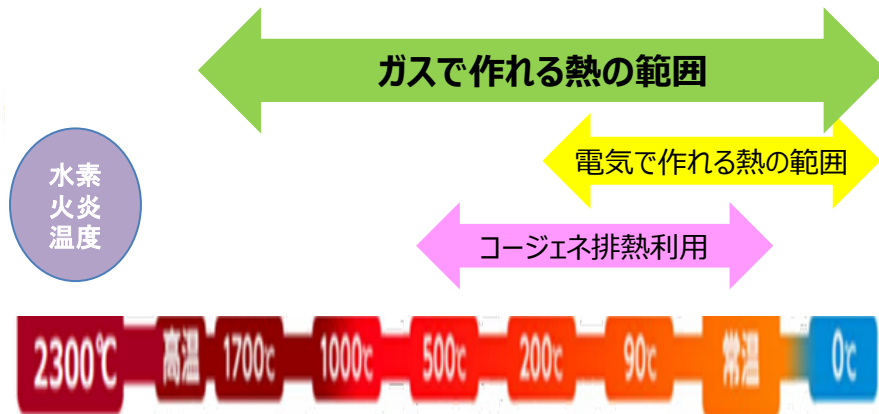 ガスで作れる熱の範囲
電気で作れる熱の範囲
水素
火炎
温度
コージェネ排熱利用
2300℃ 高温 1700℃ 1000℃ 500℃ 200℃ 90℃ 常温 0℃